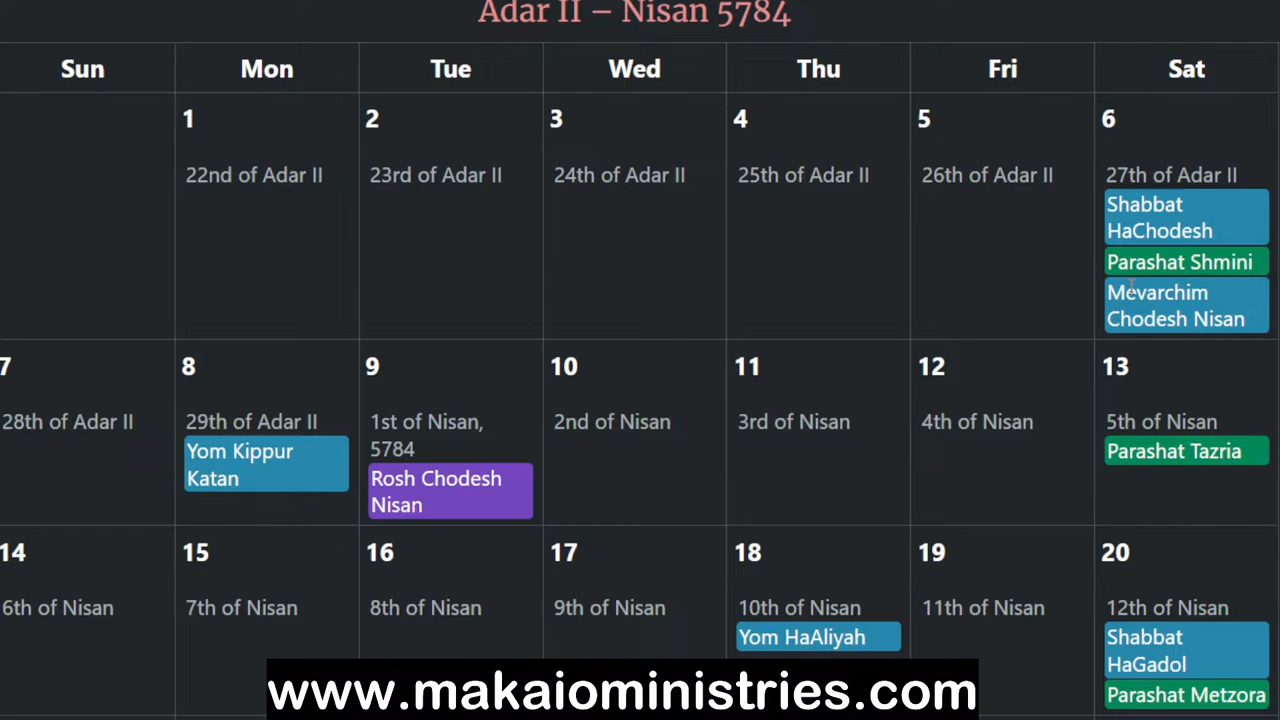 Adar II – Nisan 5784
Sun Mon Tue Wed Thu Fri Sat
1 2 3 4 5 6
22nd of Adar II 23rd of Adar II 24th of Adar II 25th of Adar II 26th of Adar II 27th of Adar II
Shabbat
HaChodesh
Parashat Shmini
Mevarchim
Chodesh Nisan
7 8 9 10 11 12 13
28th of Adar II 29th of Adar II 1st of Nisan, 2nd of Nisan 3rd of Nisan 4th of Nisan 5th of Nisan
5784
Yom Kippur
Katan
Rosh Chodesh
Nisan
Parashat Tazria
14 15 16 17 18 19 20
6th of Nisan 7th of Nisan 8th of Nisan 9th of Nisan 10th of Nisan 11th of Nisan 12th of Nisan
Yom HaAliyah
Shabbat
HaGadol
Parashat Metzora
www.makaioministries.com